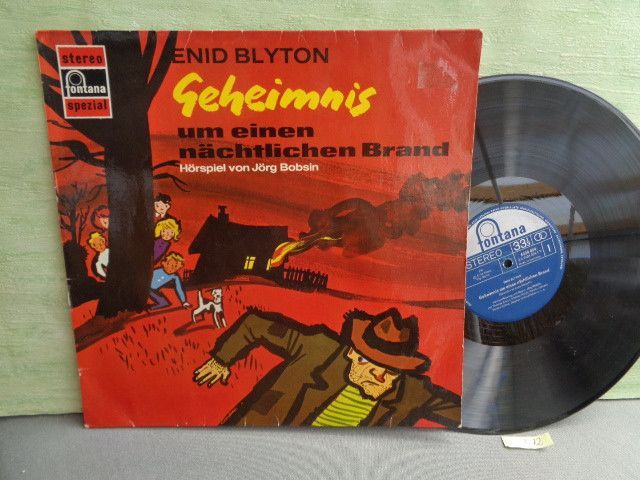 stereo
fontana
spezial
ENID BLYTON
Geheimnis
um einen
nächtlichen Brand
Hörspiel von Jörg Bobsin
fontana
STEREO
33⅓
1
Geheimnis um einen nächtlichen Brand